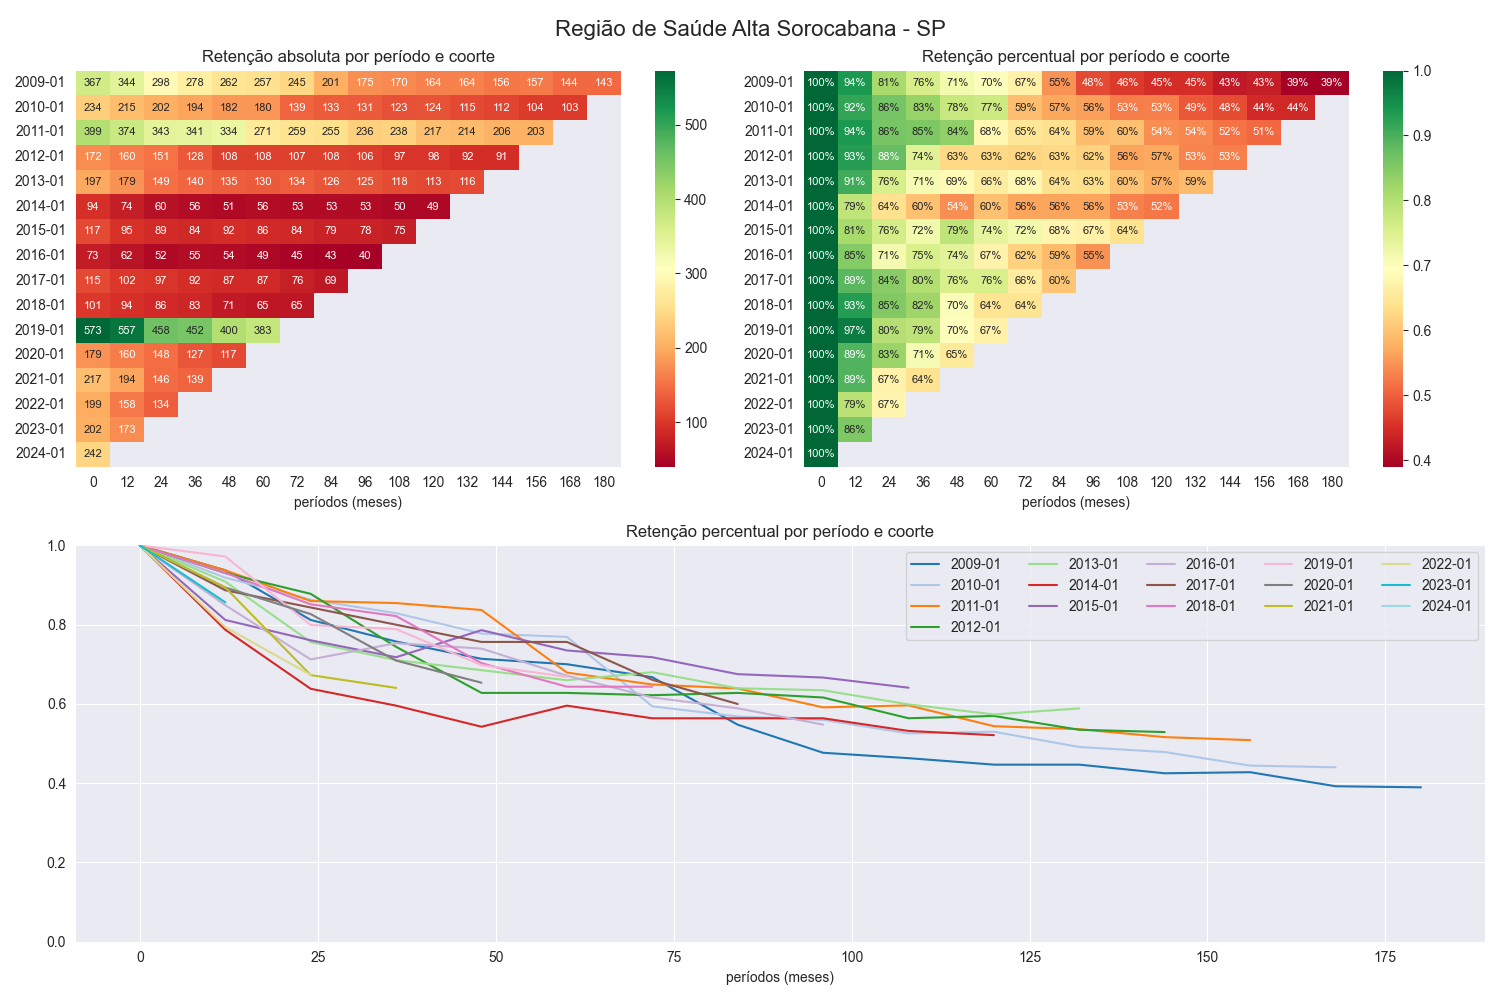 Região de Saúde Alta Sorocabana - SP
Retenção absoluta por período e coorte
2009-01 367 344 298 278 262 257 245 201 175 170 164 164 156 157 144 143
2010-01 234 215 202 194 182 180 139 133 131 123 124 115 112 104 103
2011-01 399 374 343 341 334 271 259 255 236 238 217 214 206 203
2012-01 172 160 151 128 108 108 107 108 106 97 98 92 91
2013-01 197 179 149 140 135 130 134 126 125 118 113 116
2014-01 94 74 60 56 51 56 53 53 53 50 49
2015-01 117 95 89 84 92 86 84 79 78 75
2016-01 73 62 52 55 54 49 45 43 40
2017-01 115 102 97 92 87 87 76 69
2018-01 101 94 86 83 71 65 65
2019-01 573 557 458 452 400 383
2020-01 179 160 148 127 117
2021-01 217 194 146 139
2022-01 199 158 134
2023-01 202 173
2024-01 242
0 12 24 36 48 60 72 84 96 108 120 132 144 156 168 180
períodos (meses)
500
400
300
200
100
Retenção percentual por período e coorte
2009-01 100% 94% 81% 76% 71% 70% 67% 55% 48% 46% 45% 45% 43% 43% 39% 39%
2010-01 100% 92% 86% 83% 78% 77% 59% 57% 56% 53% 53% 49% 48% 44% 44%
2011-01 100% 94% 86% 85% 84% 68% 65% 64% 59% 60% 54% 54% 52% 51%
2012-01 100% 93% 88% 74% 63% 63% 62% 63% 62% 56% 57% 53% 53%
2013-01 100% 91% 76% 71% 69% 66% 68% 64% 63% 60% 57% 59%
2014-01 100% 79% 64% 60% 54% 60% 56% 56% 56% 53% 52%
2015-01 100% 81% 76% 72% 79% 74% 72% 68% 67% 64%
2016-01 100% 85% 71% 75% 74% 67% 62% 59% 55%
2017-01 100% 89% 84% 80% 76% 76% 66% 60%
2018-01 100% 93% 85% 82% 70% 64% 64%
2019-01 100% 97% 80% 79% 70% 67%
2020-01 100% 89% 83% 71% 65%
2021-01 100% 89% 67% 64%
2022-01 100% 79% 67%
2023-01 100% 86%
2024-01 100%
0 12 24 36 48 60 72 84 96 108 120 132 144 156 168 180
períodos (meses)
1.0
0.9
0.8
0.7
0.6
0.5
0.4
Retenção percentual por período e coorte
1.0
0.8
0.6
0.4
0.2
0.0
2009-01 2013-01 2016-01 2019-01 2022-01
2010-01 2014-01 2017-01 2020-01 2023-01
2011-01 2015-01 2018-01 2021-01 2024-01
2012-01
0 25 50 75 100 125 150 175
períodos (meses)